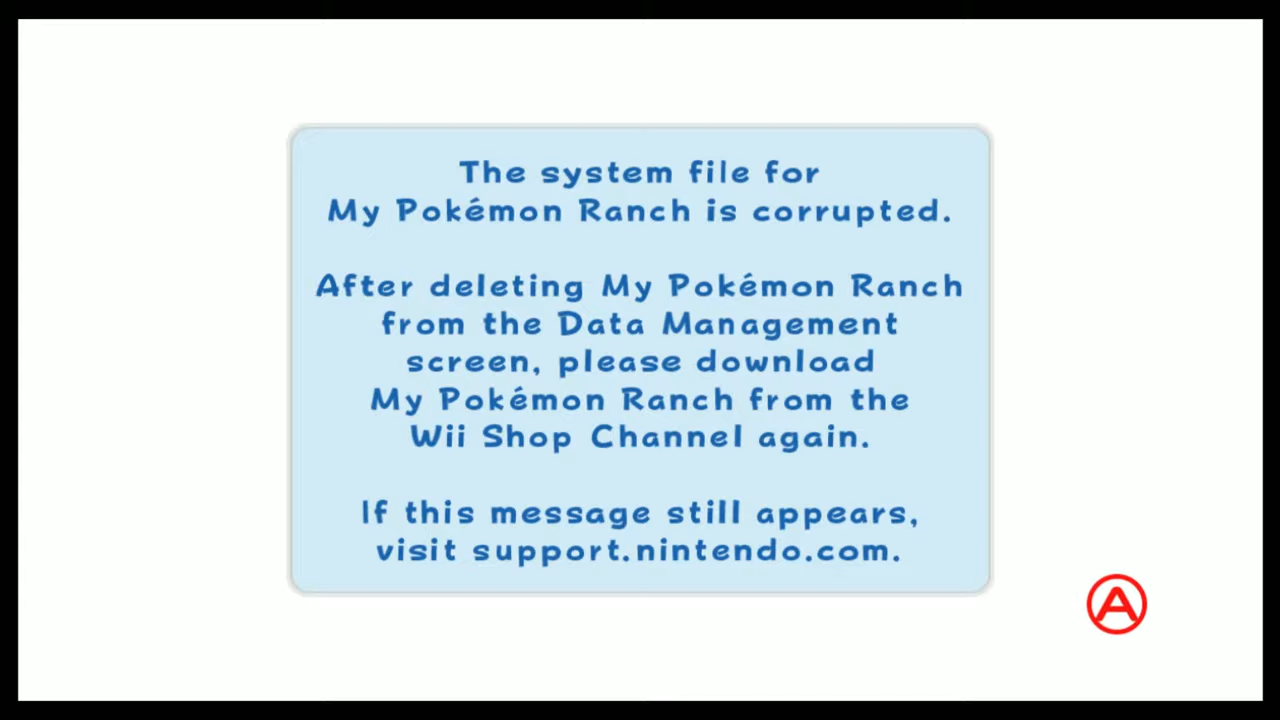 The system file for
My Pokémon Ranch is corrupted.
After deleting My Pokémon Ranch
from the Data Management
screen, please download
My Pokémon Ranch from the
Wii Shop Channel again.
If this message still appears,
visit support.nintendo.com.
A